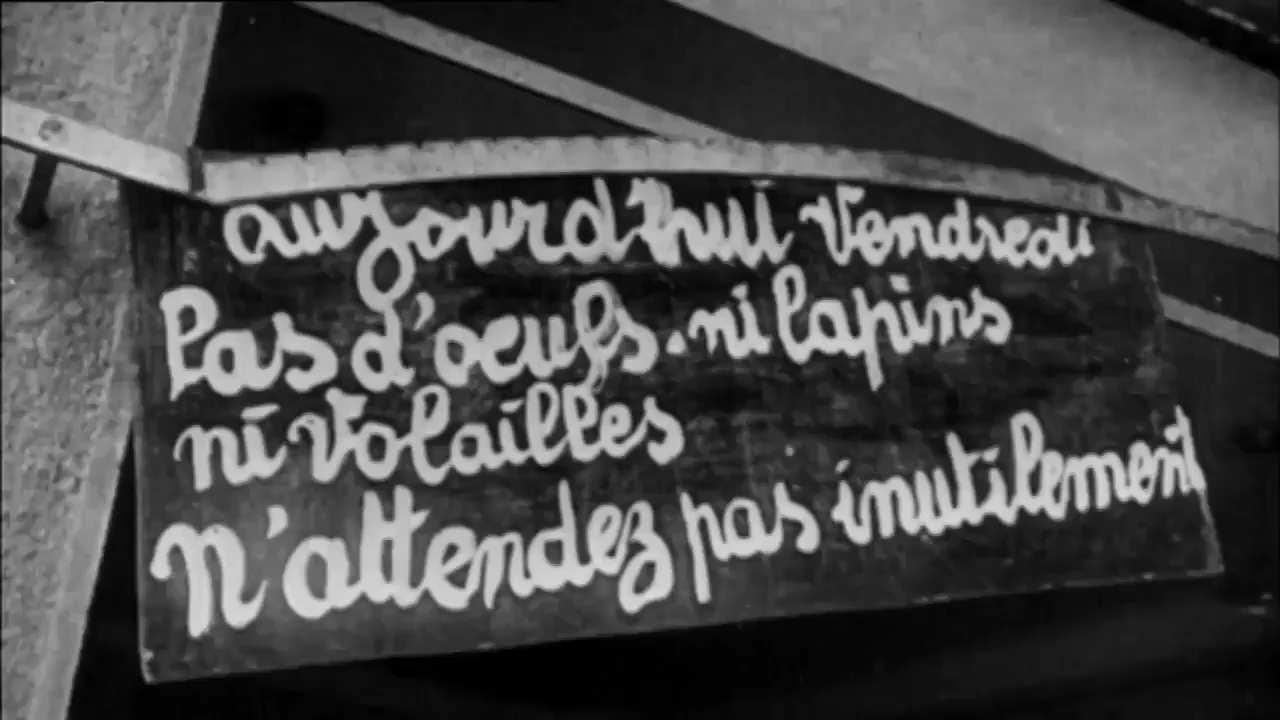 aujourd'hui Vendredi
Pas d'oeufs. ni lapins
ni Volailles
N'attendez pas inutilement